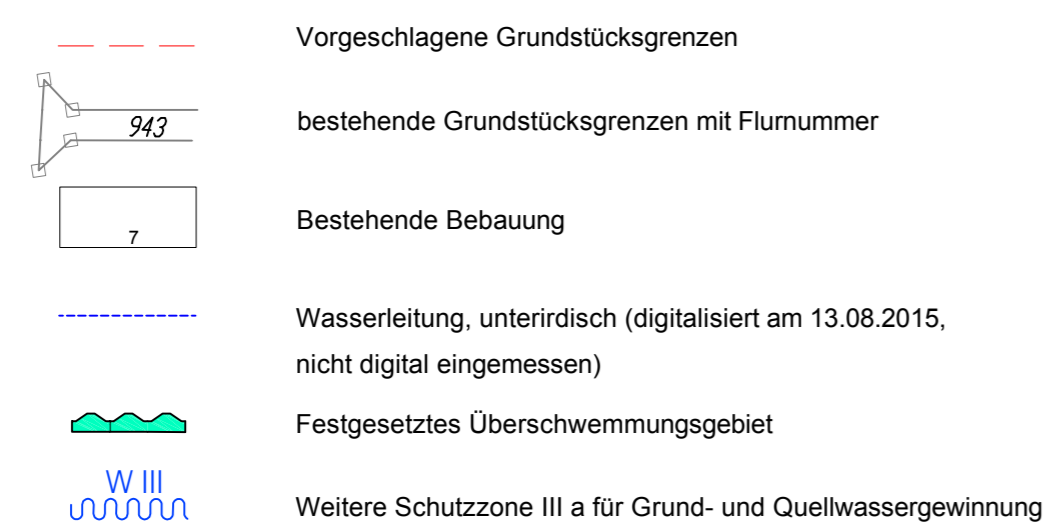 Vorgeschlagene Grundstücksgrenzen
943 bestehende Grundstücksgrenzen mit Flurnummer
Bestehende Bebauung
7
Wasserleitung, unterirdisch (digitalisiert am 13.08.2015,
nicht digital eingemessen)
Festgesetztes Überschwemmungsgebiet
W III
Weitere Schutzzone III a für Grund- und Quellwassergewinnung